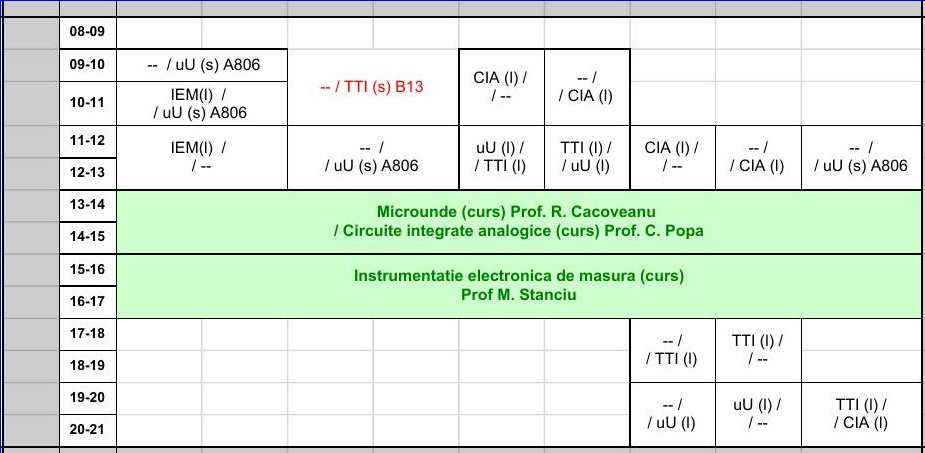 08-09
09-10
-- / uU (s) A806
-- / TTI (s) B13
CIA (l) /
/ --
-- /
/ CIA (l)
10-11
IEM(l) /
/ uU (s) A806
11-12
IEM(l) /
/ --
-- /
/ uU (s) A806
uU (l) /
/ TTI (l)
TTI (l) /
/ uU (l)
CIA (l) /
/ --
-- /
/ CIA (l)
-- /
/ uU (s) A806
12-13
13-14
Microunde (curs) Prof. R. Cacoveanu
/ Circuite integrate analogice (curs) Prof. C. Popa
14-15
15-16
Instrumentatie electronica de masura (curs)
Prof M. Stanciu
16-17
17-18
-- /
/ TTI (l)
TTI (l) /
/ --
18-19
19-20
-- /
/ uU (l)
uU (l) /
/ --
TTI (l) /
/ CIA (l)
20-21